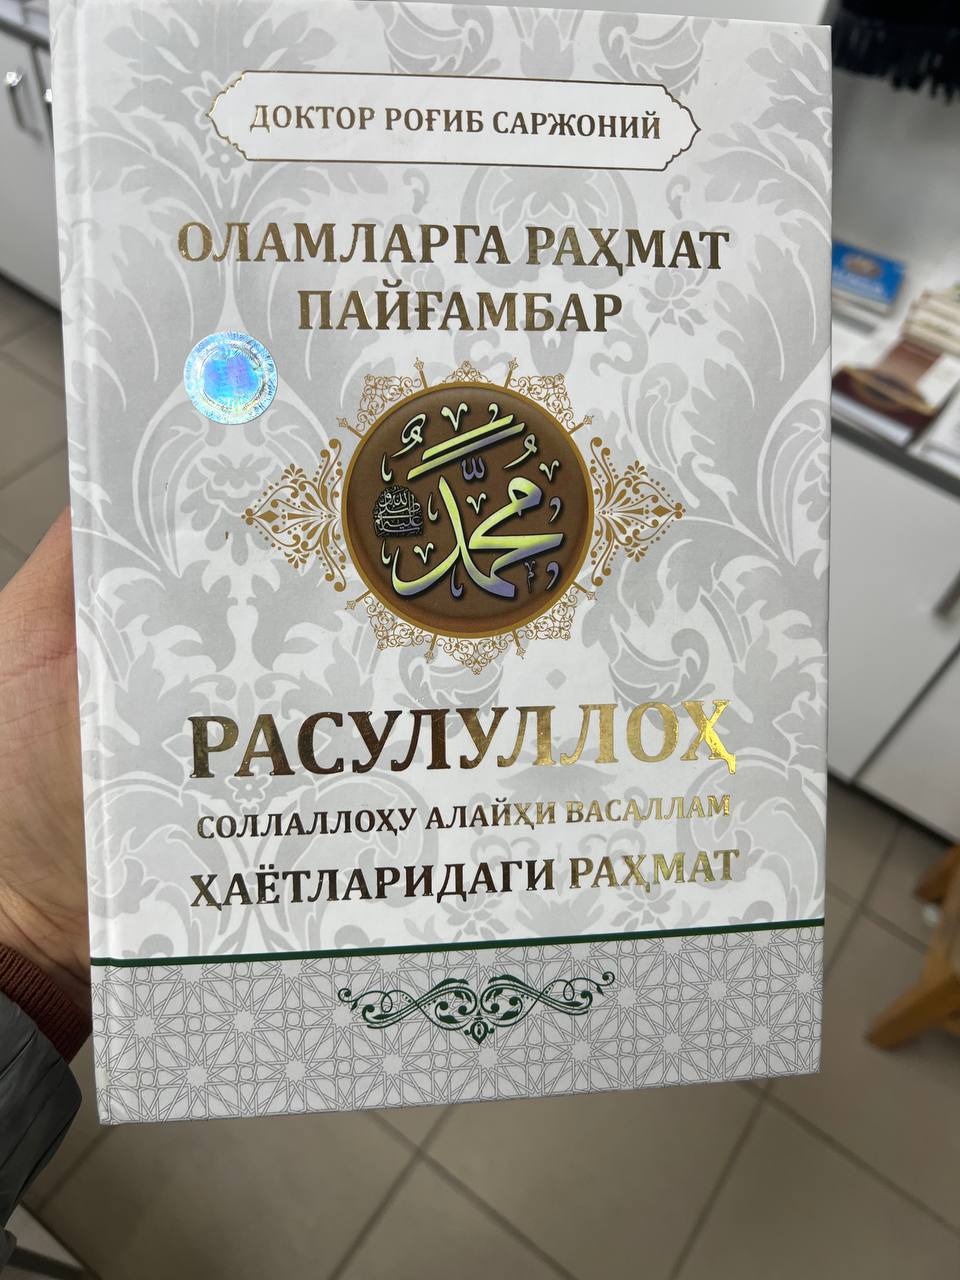 ДОКТОР РОҒИБ САРЖОНИЙ
ОЛАМЛАРГА РАҲМАТ
ПАЙҒАМБАР
محمد
РАСУЛУЛЛОҲ
СОЛЛАЛЛОҲУ АЛАЙҲИ ВАСАЛЛАМ
ҲАЁТЛАРИДАГИ РАҲМАТ